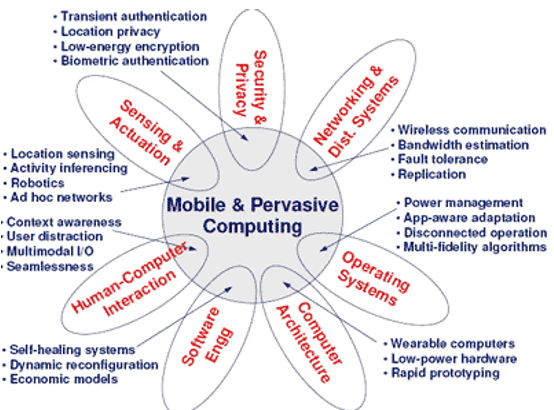 • Transient authentication
• Location privacy
• Low-energy encryption
• Biometric authentication
Security &
Privacy
Networking &
Dist. Systems
Sensing &
Actuation
• Wireless communication
• Bandwidth estimation
• Fault tolerance
• Replication
• Location sensing
• Activity inferencing
• Robotics
• Ad hoc networks
Mobile & Pervasive
Computing
• Power management
• App-aware adaptation
• Disconnected operation
• Multi-fidelity algorithms
• Context awareness
• User distraction
• Multimodal I/O
• Seamlessness
Human-Computer
Interaction
Operating
Systems
Software
Engg
Computer
Architecture
• Self-healing systems
• Dynamic reconfiguration
• Economic models
• Wearable computers
• Low-power hardware
• Rapid prototyping